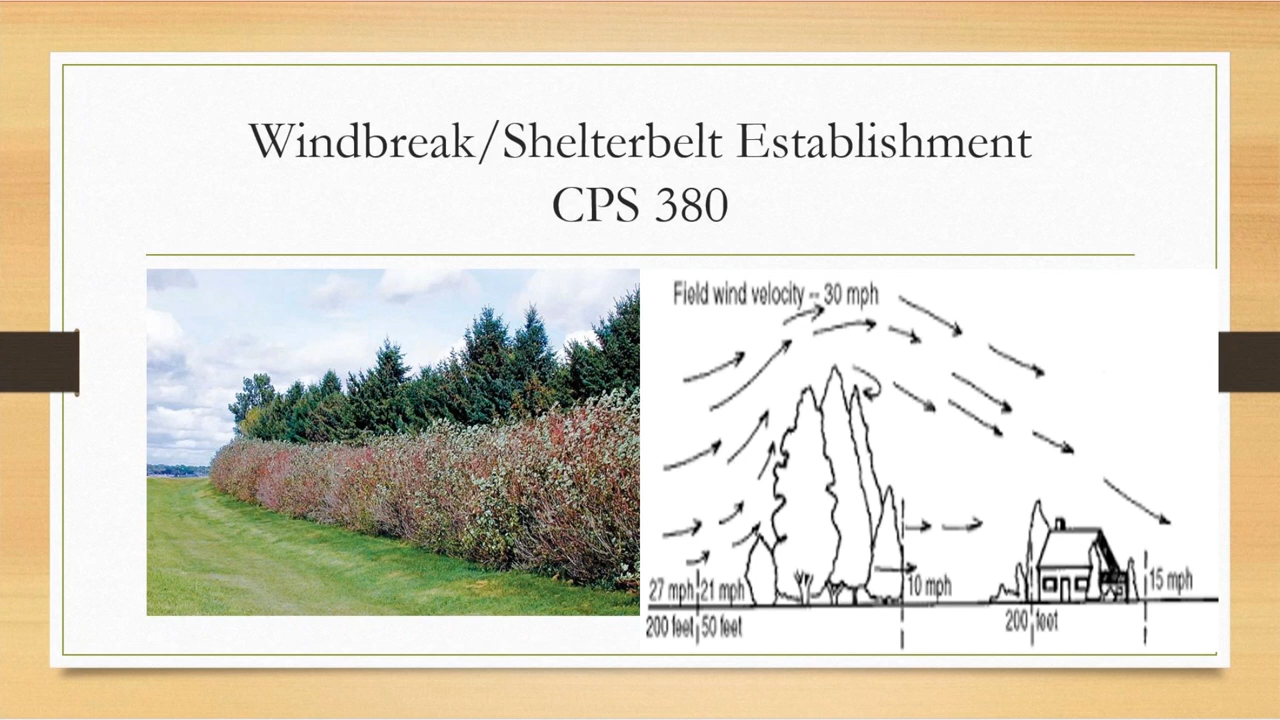 Windbreak/Shelterbelt Establishment
CPS 380
Field wind velocity -- 30 mph
27 mph 21 mph
10 mph
15 mph
200 feet 50 feet
200 feet